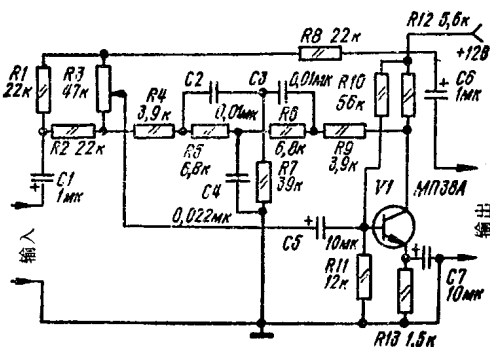 R12 5,6к
R8 22к
+12В
R1
22к
R3
47к
C2
C3
0,01мк
R10
56к
C6
1мк
R4
3,9к
0,01мк
R2 22к
R5
6,8к
R6
6,8к
R9
3,9к
C1
1мк
C4
R7
39к
V1
МП38А
0,022мк
C5
10мк
输入
输出
R11
12к
C7
10мк
R13 1,5к